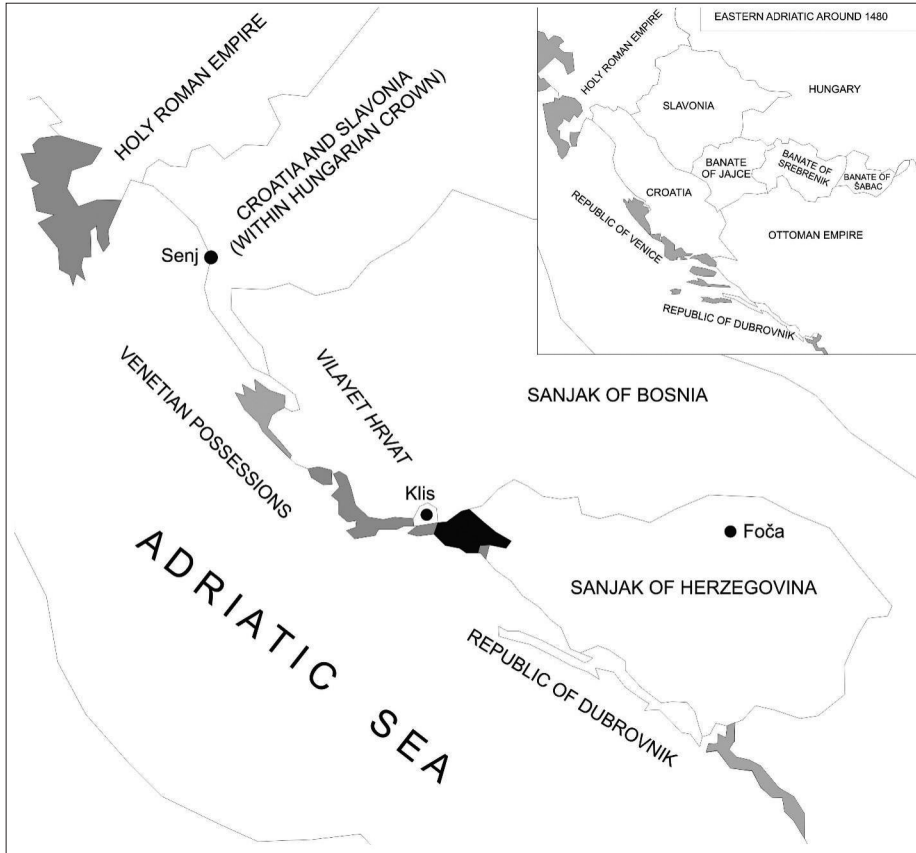 HOLY ROMAN EMPIRE
CROATIA AND SLAVONIA
(WITHIN HUNGARIAN CROWN)
Senj
VENETIAN POSSESSIONS
VILAYET HRVAT
Klis
SANJAK OF BOSNIA
Foča
SANJAK OF HERZEGOVINA
REPUBLIC OF DUBROVNIK
ADRIATIC SEA
EASTERN ADRIATIC AROUND 1480
HOLY ROMAN EMPIRE
SLAVONIA
HUNGARY
BANATE
OF JAJCE
BANATE OF
SREBRENIK
BANATE OF
ŠABAC
CROATIA
REPUBLIC OF VENICE
OTTOMAN EMPIRE
REPUBLIC OF DUBROVNIK